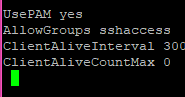 UsePAM yes
AllowGroups sshaccess
ClientAliveInterval 300
ClientAliveCountMax 0